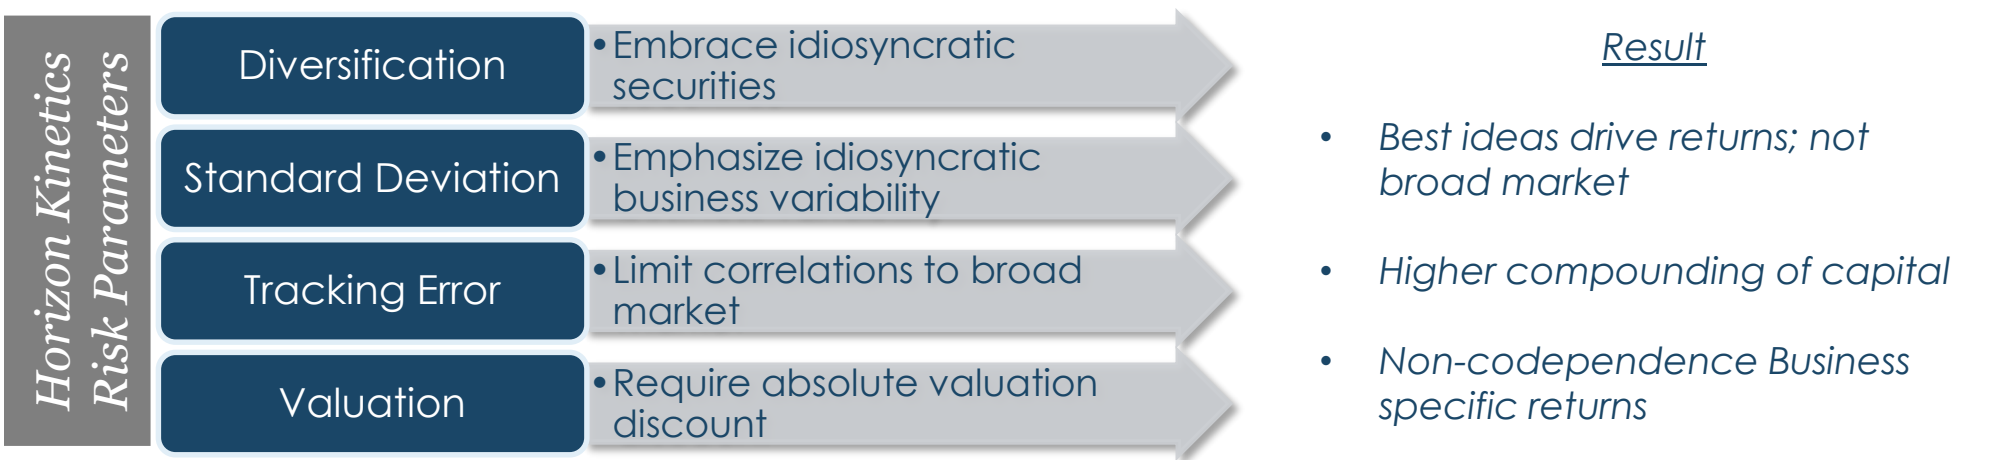 Horizon Kinetics
Risk Parameters
Diversification
•Embrace idiosyncratic
securities
Standard Deviation
•Emphasize idiosyncratic
business variability
Tracking Error
•Limit correlations to broad
market
Valuation
•Require absolute valuation
discount
Result
• Best ideas drive returns; not
broad market
• Higher compounding of capital
• Non-codependence Business
specific returns